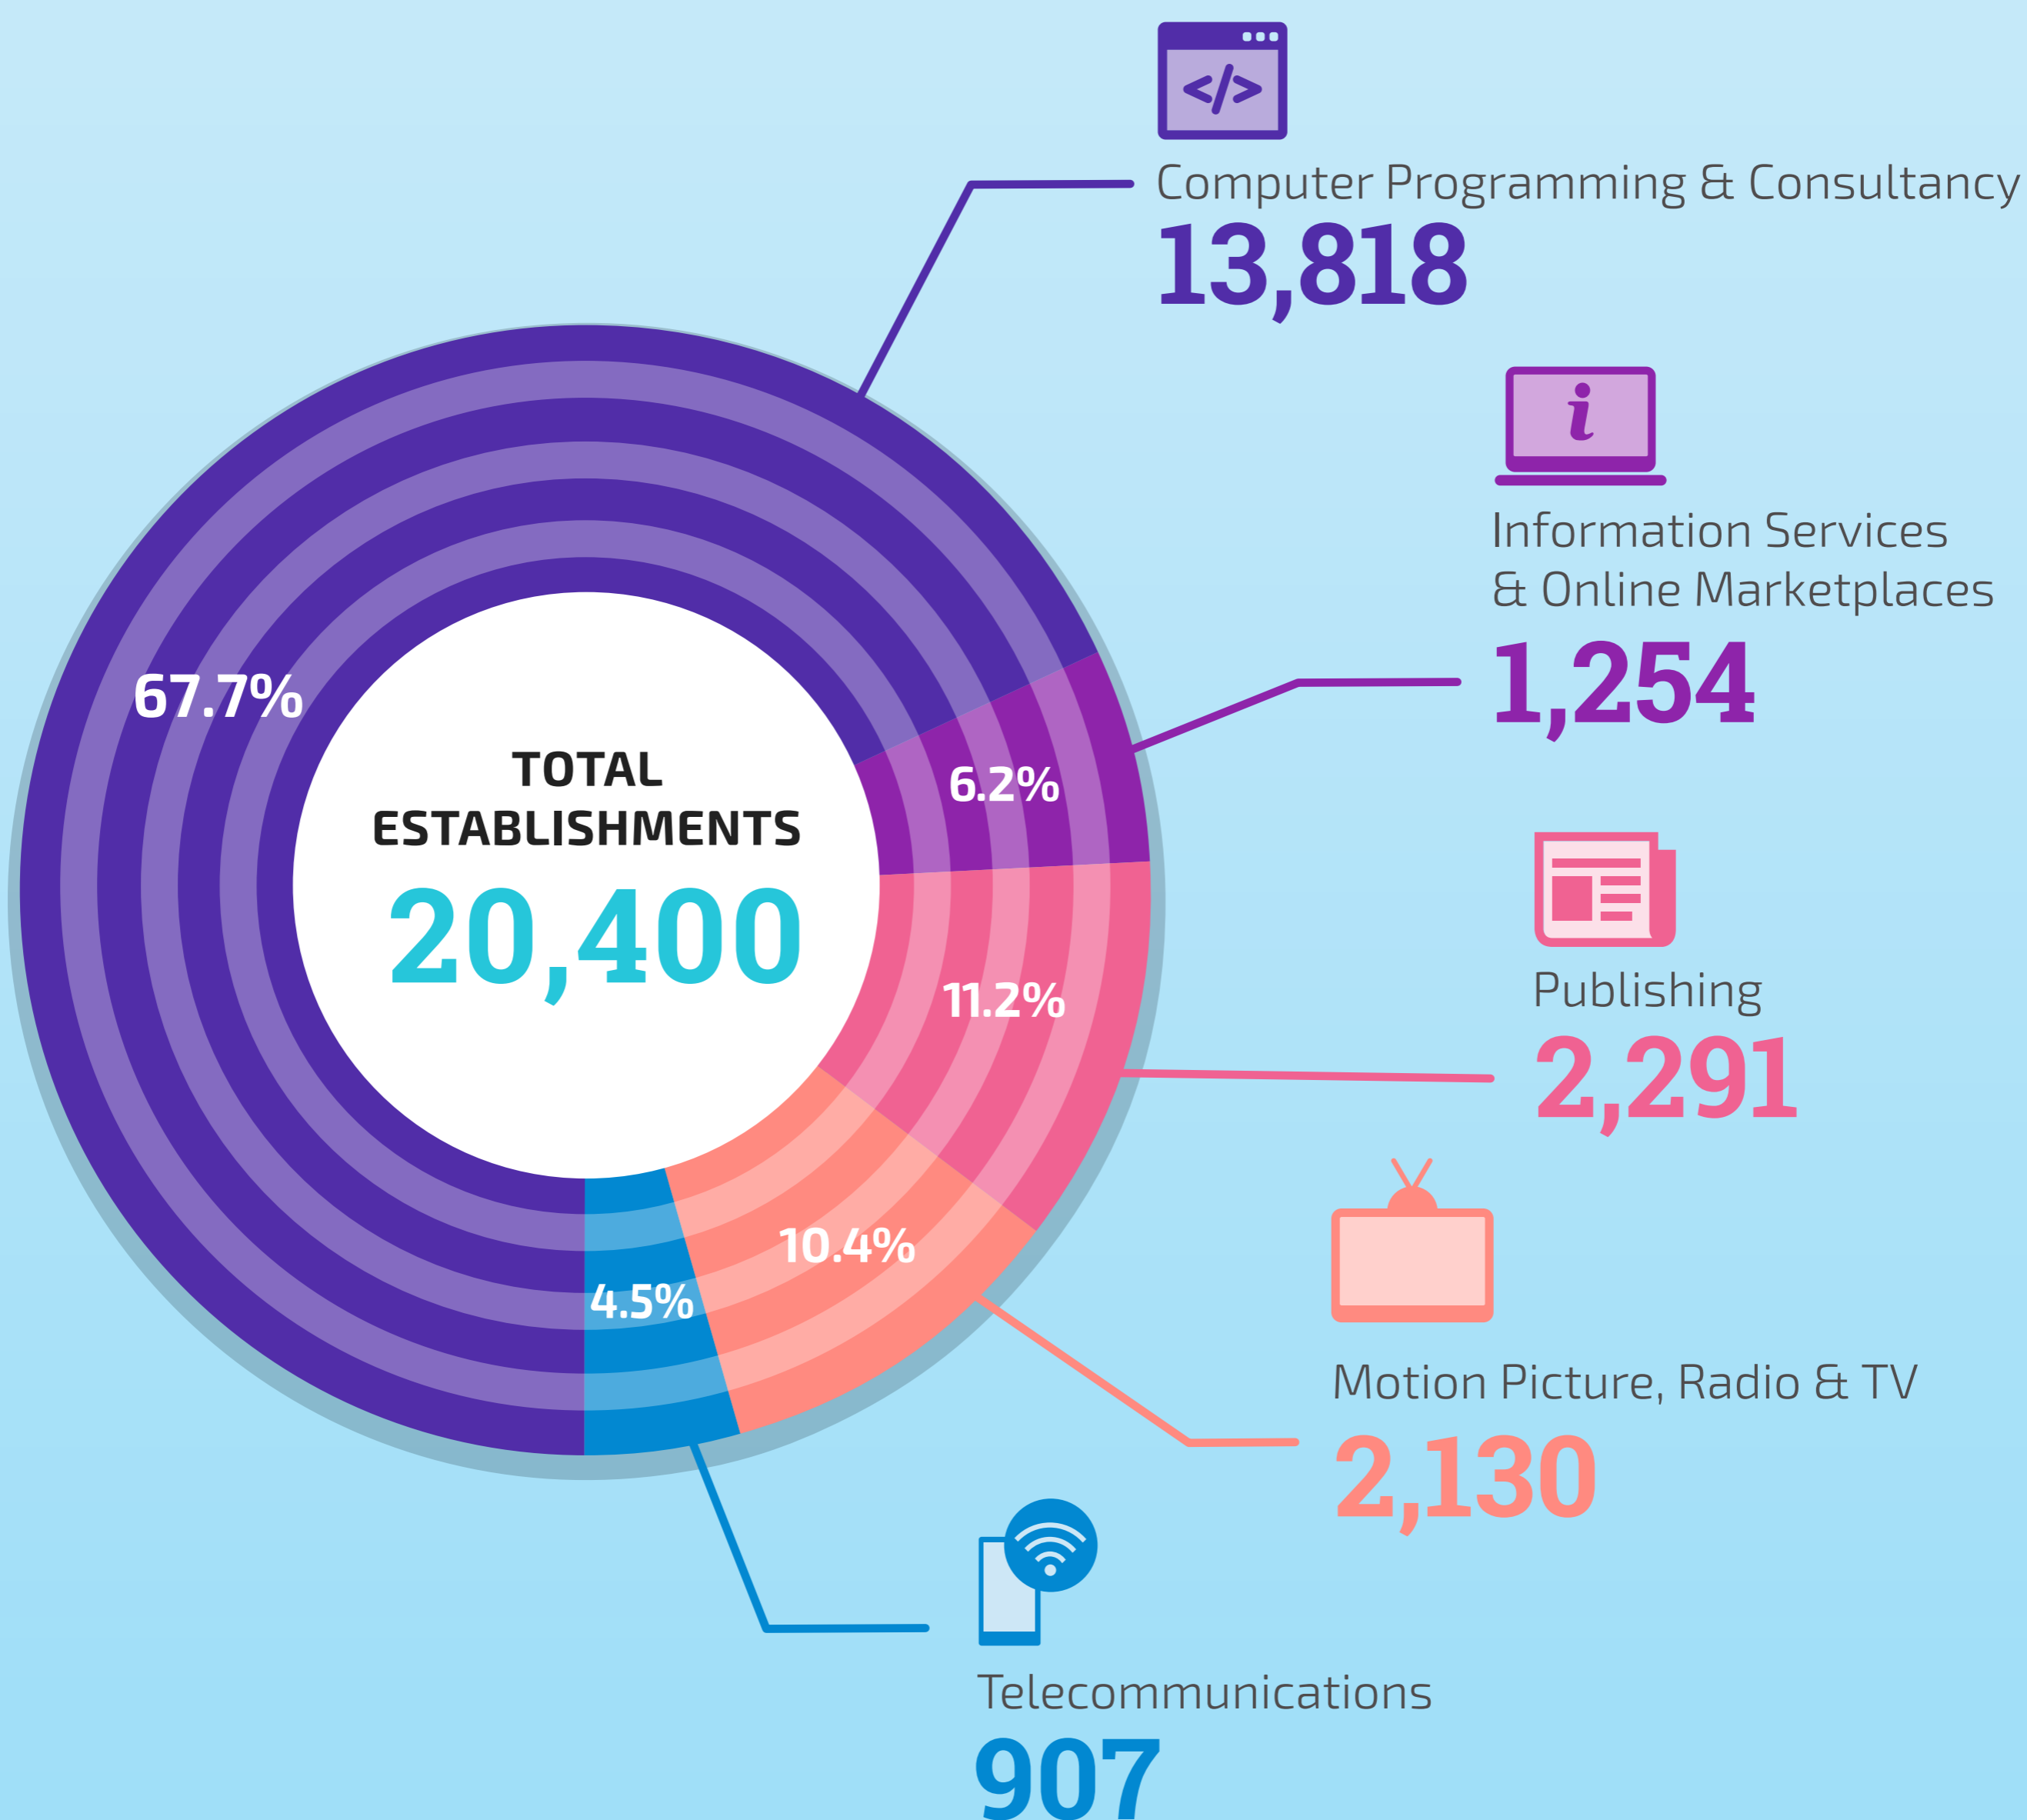 </>
Computer Programming & Consultancy
13,818
i
Information Services
& Online Marketplaces
1,254
67.7%
TOTAL
ESTABLISHMENTS
20,400
6.2%
11.2%
10.4%
4.5%
Publishing
2,291
Motion Picture, Radio & TV
2,130
Telecommunications
907